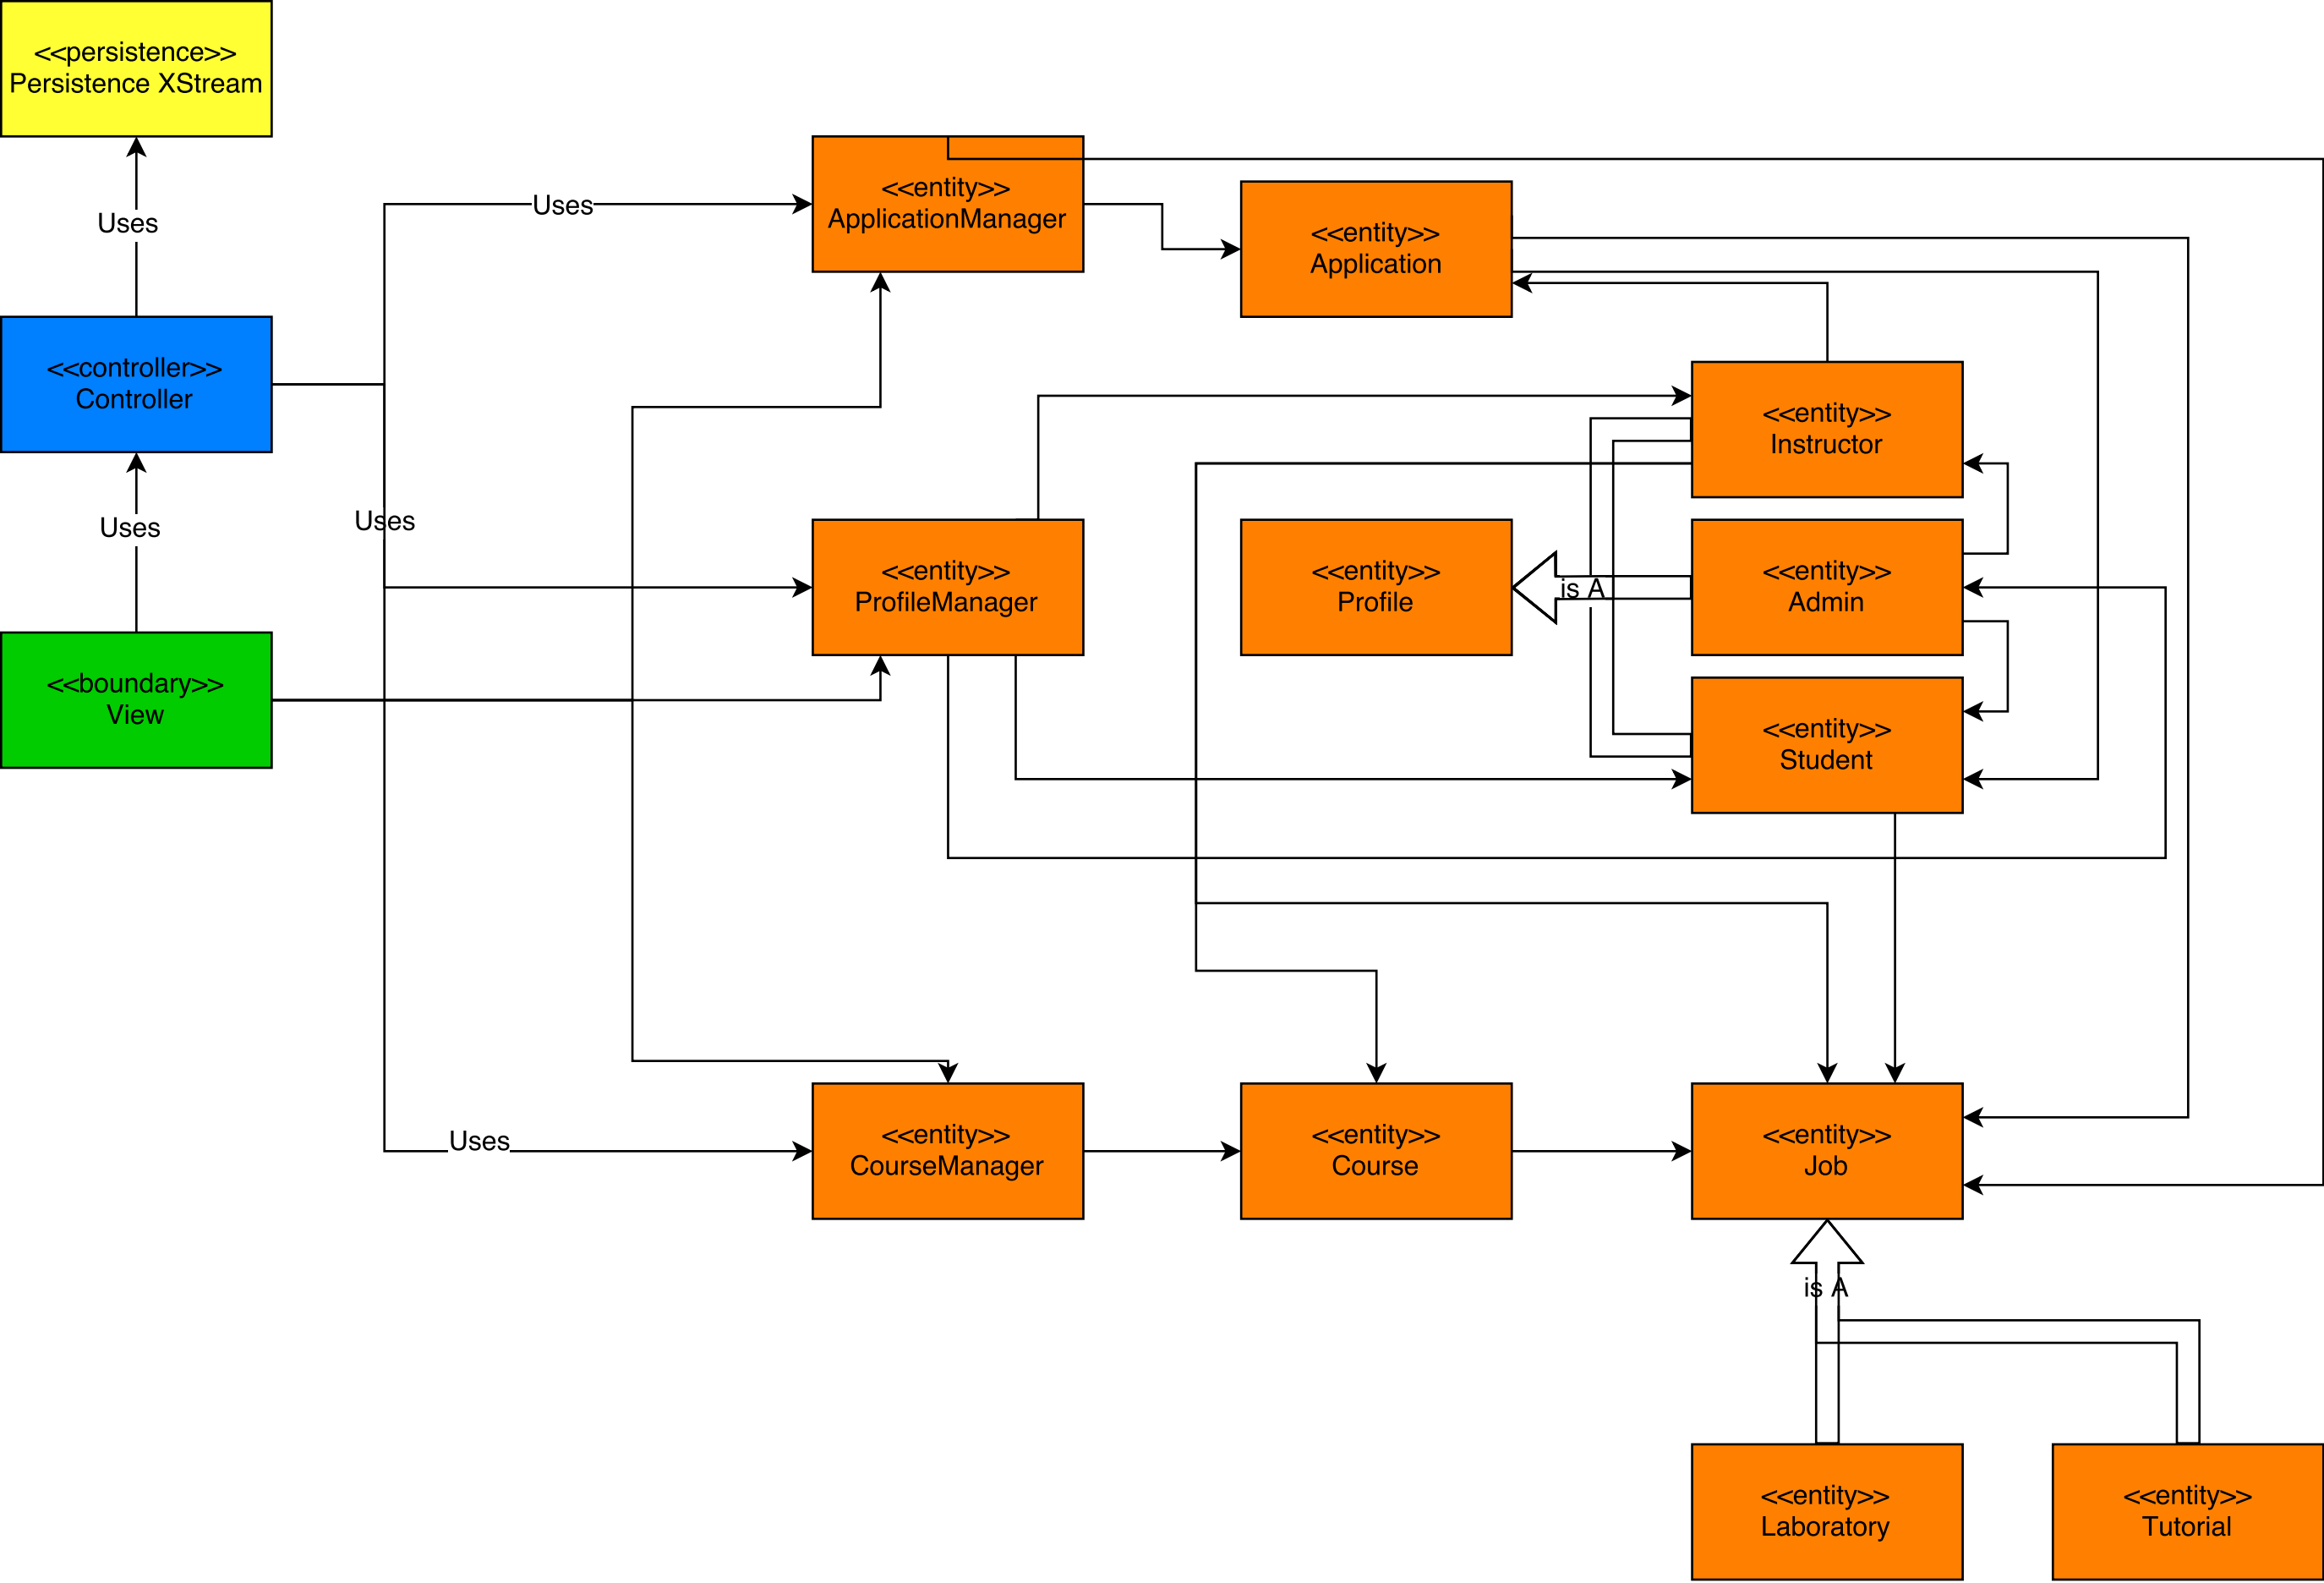 <<persistence>>
Persistence XStream
Uses
<<controller>>
Controller
Uses
<<boundary>>
View
Uses
Uses
Uses
<<entity>>
ApplicationManager
<<entity>>
Application
<<entity>>
Instructor
<<entity>>
ProfileManager
<<entity>>
Profile
is A
<<entity>>
Admin
<<entity>>
Student
<<entity>>
CourseManager
<<entity>>
Course
<<entity>>
Job
is A
<<entity>>
Laboratory
<<entity>>
Tutorial